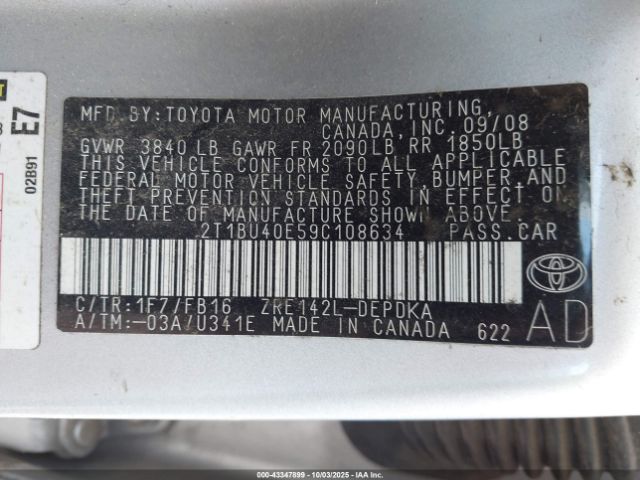 MFD BY:TOYOTA MOTOR MANUFACTURING
CANADA, INC. 09/08
GVWR 3840 LB GAWR FR 2090LB RR 1850LB
THIS VEHICLE CONFORMS TO ALL APPLICABLE
FEDERAL MOTOR VEHICLE SAFETY, BUMPER, AND
THEFT PREVENTION STANDARDS IN EFFECT O
THE DATE OF MANUFACTURE SHOW ABOVE.
2T1BU40E59C108634 PASS.CAR
C/TR:1F7/FB16 ZRE142L-DEPDKA
A/TM:-03A/U341E MADE IN CANADA 622
AD
E7
02B91
Stock No: 43347899 - 10/03/2025 - © IAA Inc.